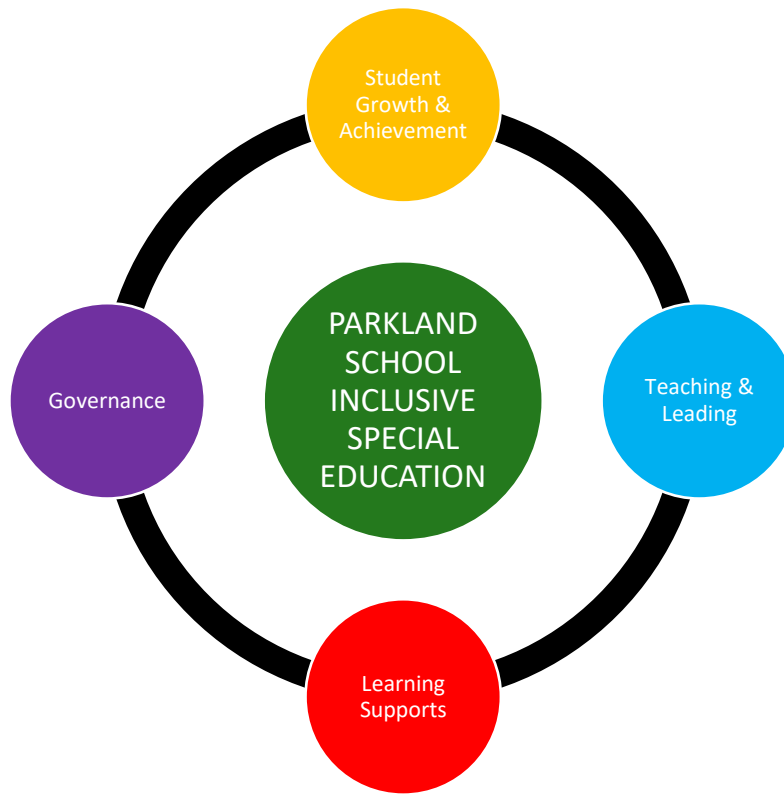 Student
Growth &
Achievement
PARKLAND
SCHOOL
INCLUSIVE
SPECIAL
EDUCATION
Governance
Teaching &
Leading
Learning
Supports